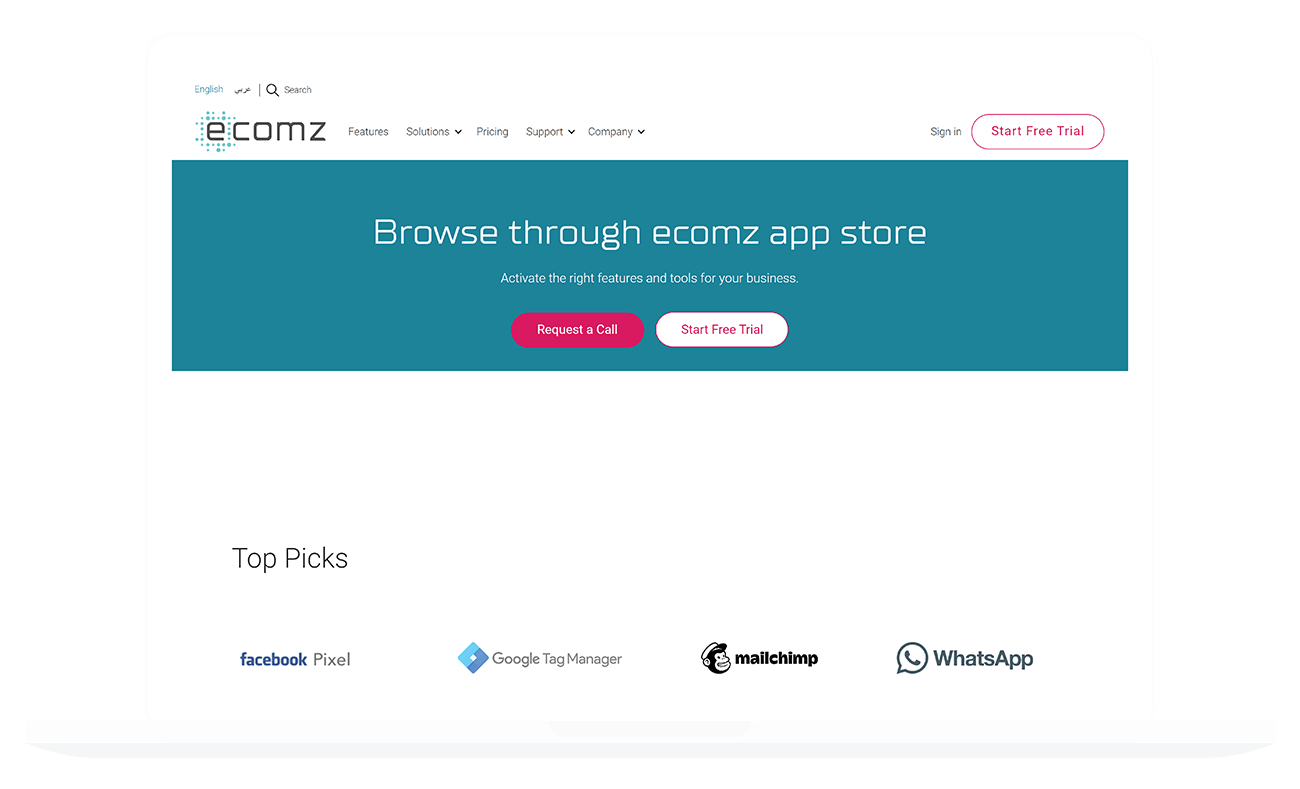 English عربي | Search
ecomz Features Solutions Pricing Support Company Sign in Start Free Trial
Browse through ecomz app store
Activate the right features and tools for your business.
Request a Call Start Free Trial
Top Picks
facebook Pixel Google Tag Manager mailchimp WhatsApp